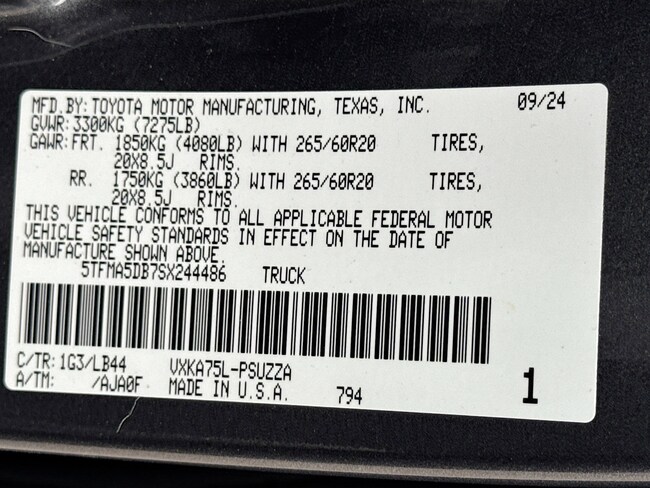 MFD.BY: TOYOTA MOTOR MANUFACTURING, TEXAS, INC. 09/24
GVWR: 3300KG (7275LB)
GAWR: FRT. 1850KG (4080LB) WITH 265/60R20 TIRES,
20X8.5J RIMS.
RR. 1750KG (3860LB) WITH 265/60R20 TIRES,
20X8.5J RIMS.
THIS VEHICLE CONFORMS TO ALL APPLICABLE FEDERAL MOTOR
VEHICLE SAFETY STANDARDS IN EFFECT ON THE DATE OF
MANUFACTURE SHOWN ABOVE.
5TFMA5DB7SX244486 TRUCK
C/TR: 1G3/LB44 VXKA75L-PSUZZA
A/TM: /AJA0F MADE IN U.S.A. 794 1